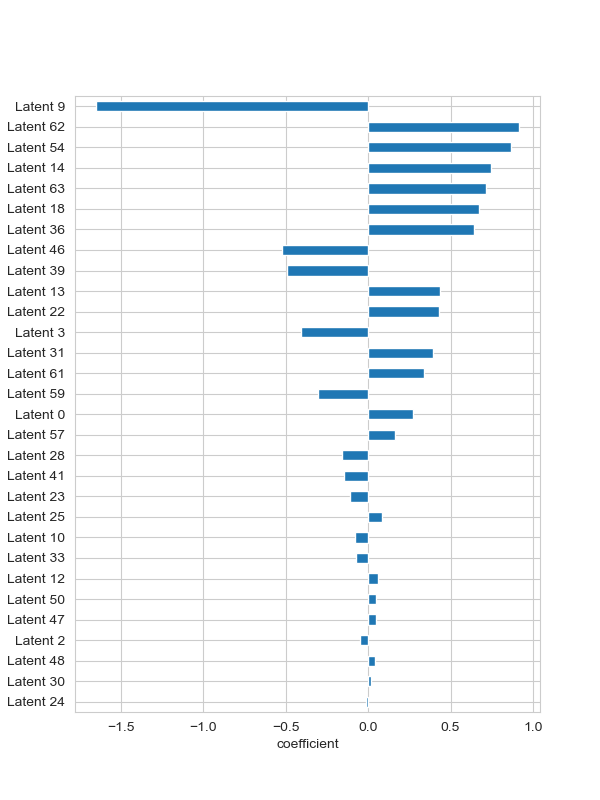 Latent 9
Latent 62
Latent 54
Latent 14
Latent 63
Latent 18
Latent 36
Latent 46
Latent 39
Latent 13
Latent 22
Latent 3
Latent 31
Latent 61
Latent 59
Latent 0
Latent 57
Latent 28
Latent 41
Latent 23
Latent 25
Latent 10
Latent 33
Latent 12
Latent 50
Latent 47
Latent 2
Latent 48
Latent 30
Latent 24
−1.5 −1.0 −0.5 0.0 0.5 1.0
coefficient